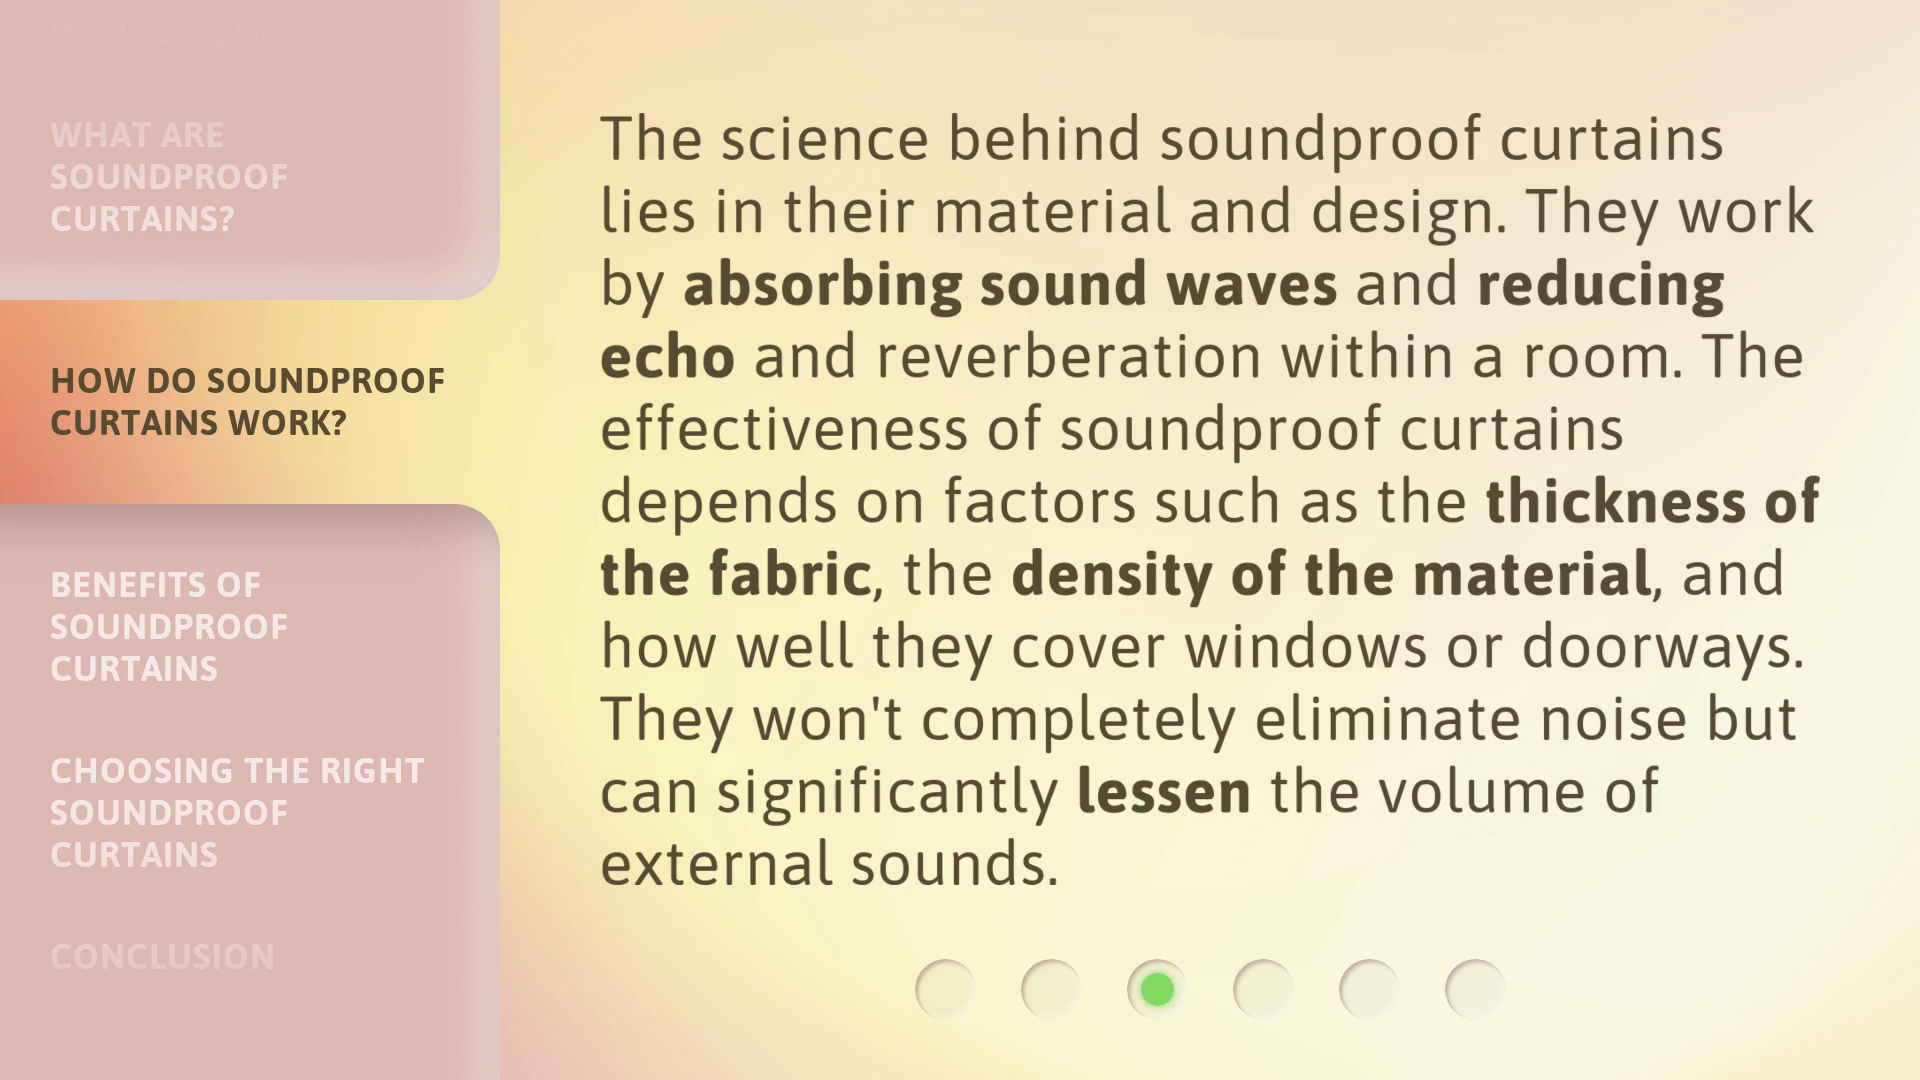 INTRODUCTION
WHAT ARE
SOUNDPROOF
CURTAINS?
HOW DO SOUNDPROOF
CURTAINS WORK?
BENEFITS OF
SOUNDPROOF
CURTAINS
CHOOSING THE RIGHT
SOUNDPROOF
CURTAINS
CONCLUSION
The science behind soundproof curtains
lies in their material and design. They work
by absorbing sound waves and reducing
echo and reverberation within a room. The
effectiveness of soundproof curtains
depends on factors such as the thickness of
the fabric, the density of the material, and
how well they cover windows or doorways.
They won't completely eliminate noise but
can significantly lessen the volume of
external sounds.